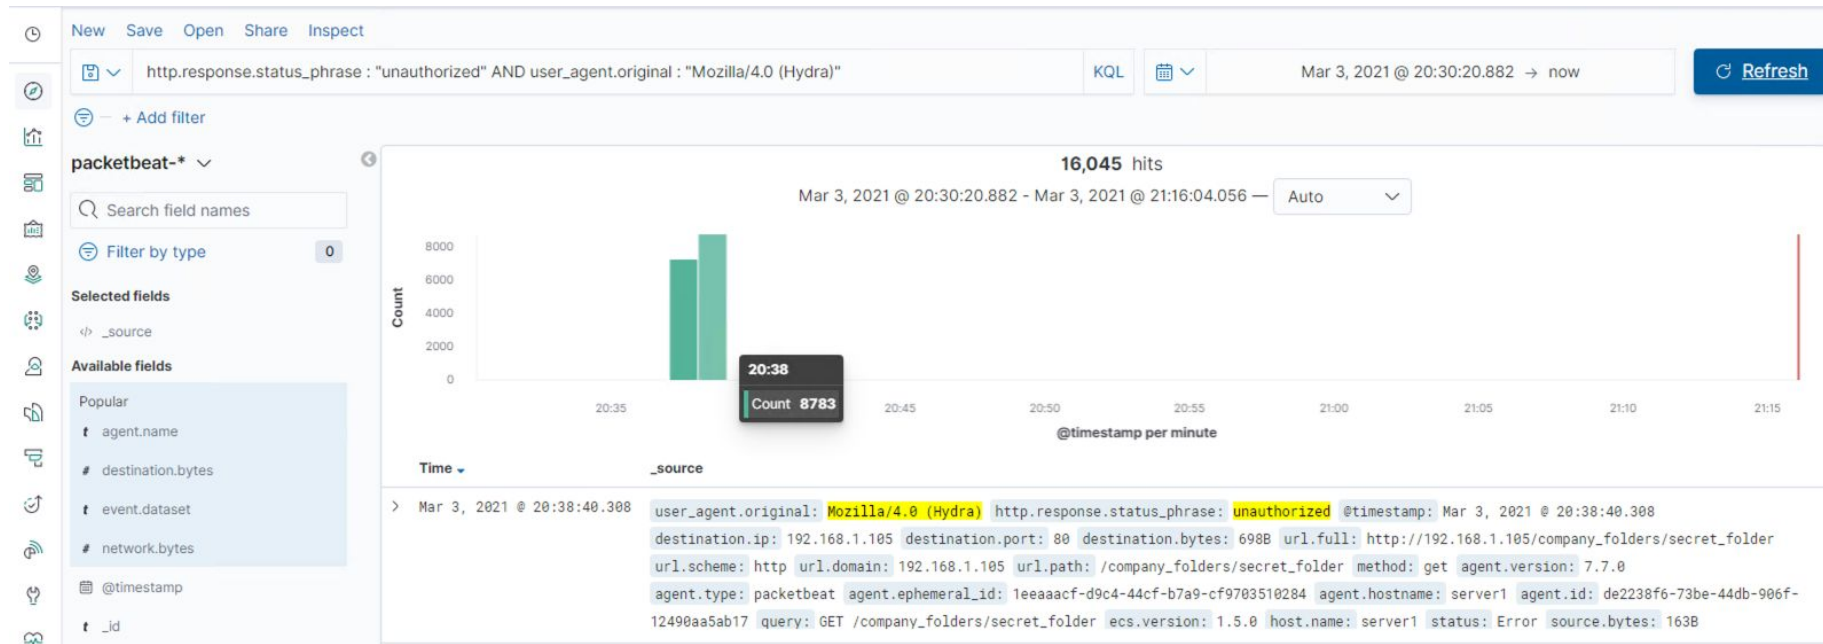 New Save Open Share Inspect
http.response.status_phrase : "unauthorized" AND user_agent.original : "Mozilla/4.0 (Hydra)" KQL Mar 3, 2021 @ 20:30:20.882 → now Refresh
+ Add filter
packetbeat-*
Search field names
Filter by type 0
Selected fields
</> _source
Available fields
Popular
t agent.name
# destination.bytes
t event.dataset
# network.bytes
@timestamp
t _id
16,045 hits
Mar 3, 2021 @ 20:30:20.882 - Mar 3, 2021 @ 21:16:04.056 — Auto
Count
8000
6000
4000
2000
0
20:38
Count 8783
20:35 20:45 20:50 20:55 21:00 21:05 21:10 21:15
@timestamp per minute
Time _source
Mar 3, 2021 @ 20:38:40.308 user_agent.original: Mozilla/4.0 (Hydra) http.response.status_phrase: unauthorized @timestamp: Mar 3, 2021 @ 20:38:40.308
destination.ip: 192.168.1.105 destination.port: 80 destination.bytes: 698B url.full: http://192.168.1.105/company_folders/secret_folder
url.scheme: http url.domain: 192.168.1.105 url.path: /company_folders/secret_folder method: get agent.version: 7.7.0
agent.type: packetbeat agent.ephemeral_id: 1eeaaacf-d9c4-44cf-b7a9-cf9703510284 agent.hostname: server1 agent.id: de2238f6-73be-44db-906f-
12490aa5ab17 query: GET /company_folders/secret_folder ecs.version: 1.5.0 host.name: server1 status: Error source.bytes: 163B